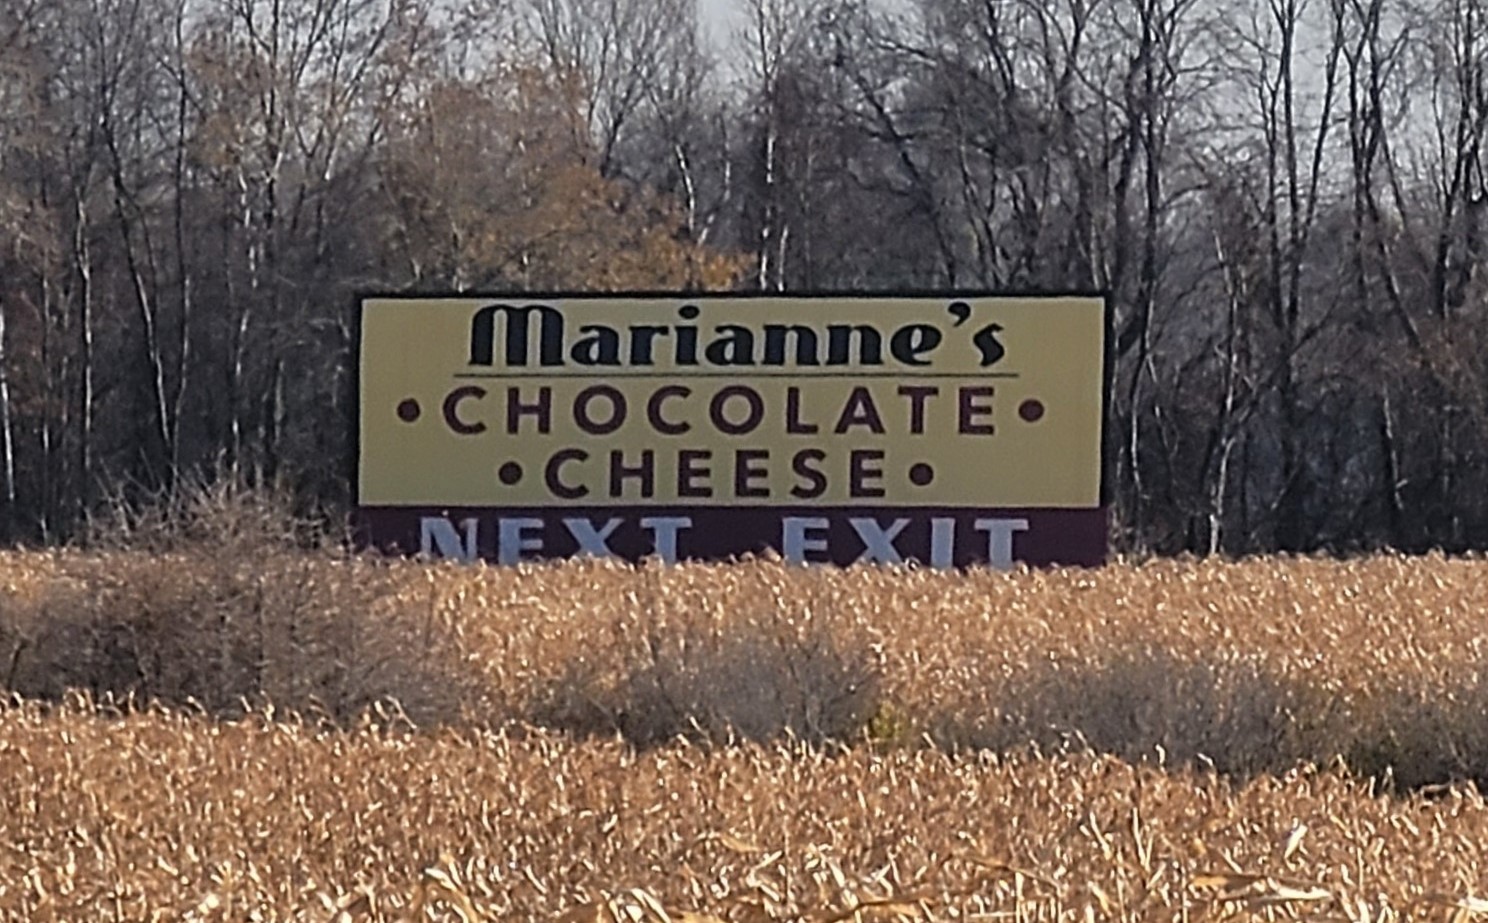 Marianne's
•CHOCOLATE•
•CHEESE•
NEXT EXIT